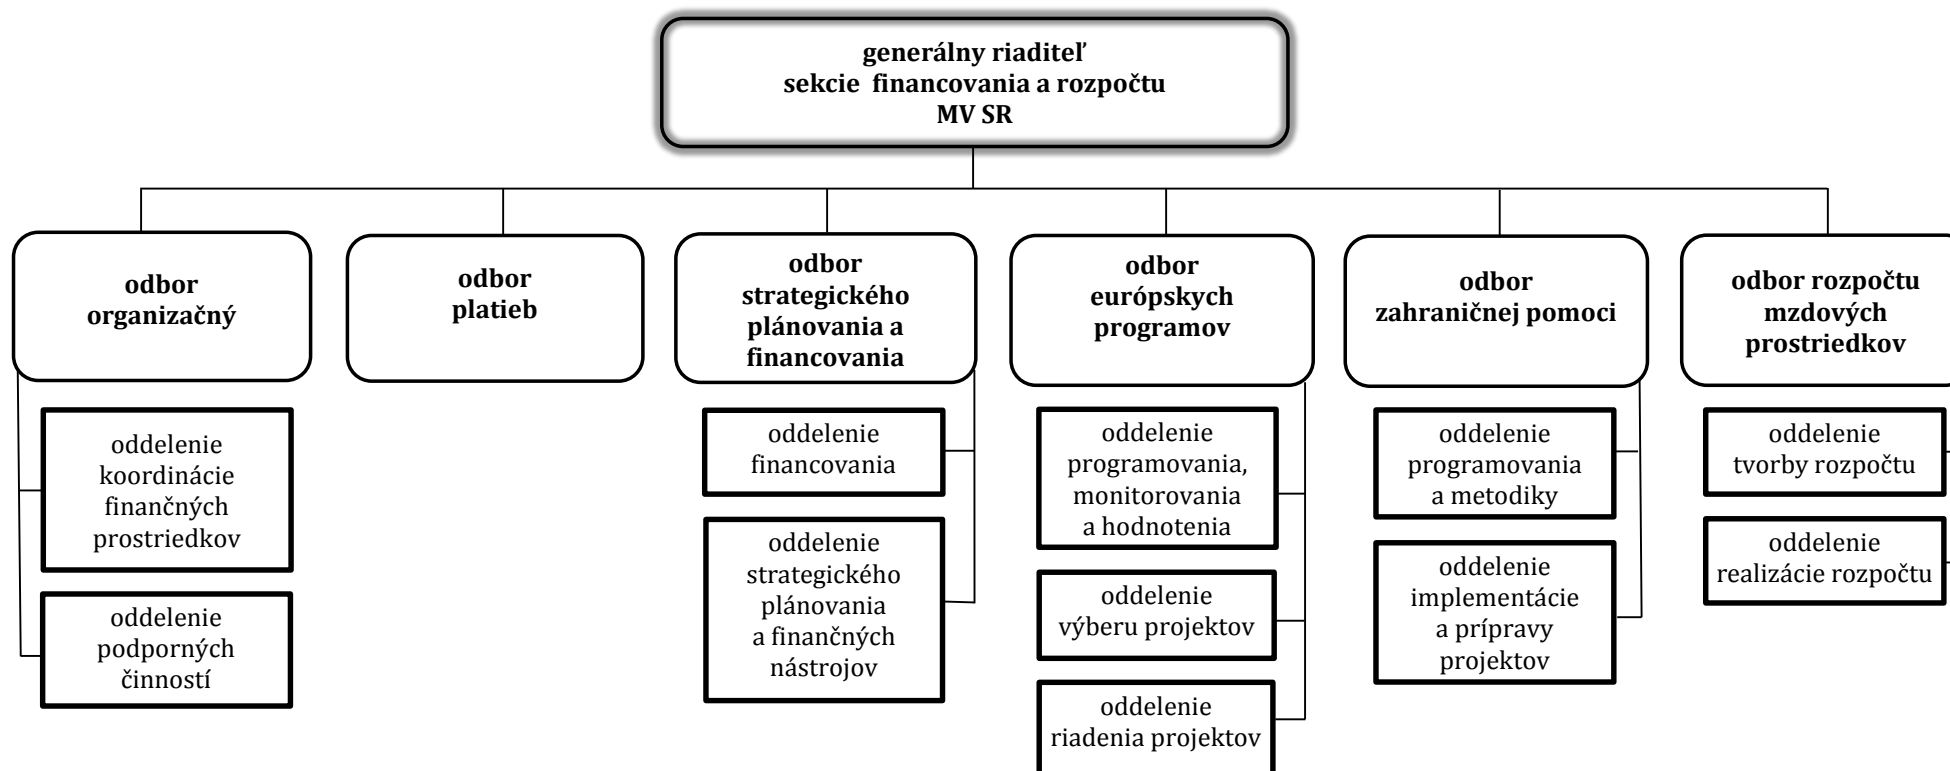 generálny riaditeľ
sekcie financovania a rozpočtu
MV SR
odbor
organizačný
odbor
platieb
odbor
strategického
plánovania a
financovania
odbor
európskych
programov
odbor
zahraničnej pomoci
odbor rozpočtu
mzdových
prostriedkov
oddelenie
koordinácie
finančných
prostriedkov
oddelenie
podporných
činností
oddelenie
financovania
oddelenie
strategického
plánovania
a finančných
nástrojov
oddelenie
programovania,
monitorovania
a hodnotenia
oddelenie
výberu projektov
oddelenie
riadenia projektov
oddelenie
programovania
a metodiky
oddelenie
implementácie
a prípravy
projektov
oddelenie
tvorby rozpočtu
oddelenie
realizácie rozpočtu